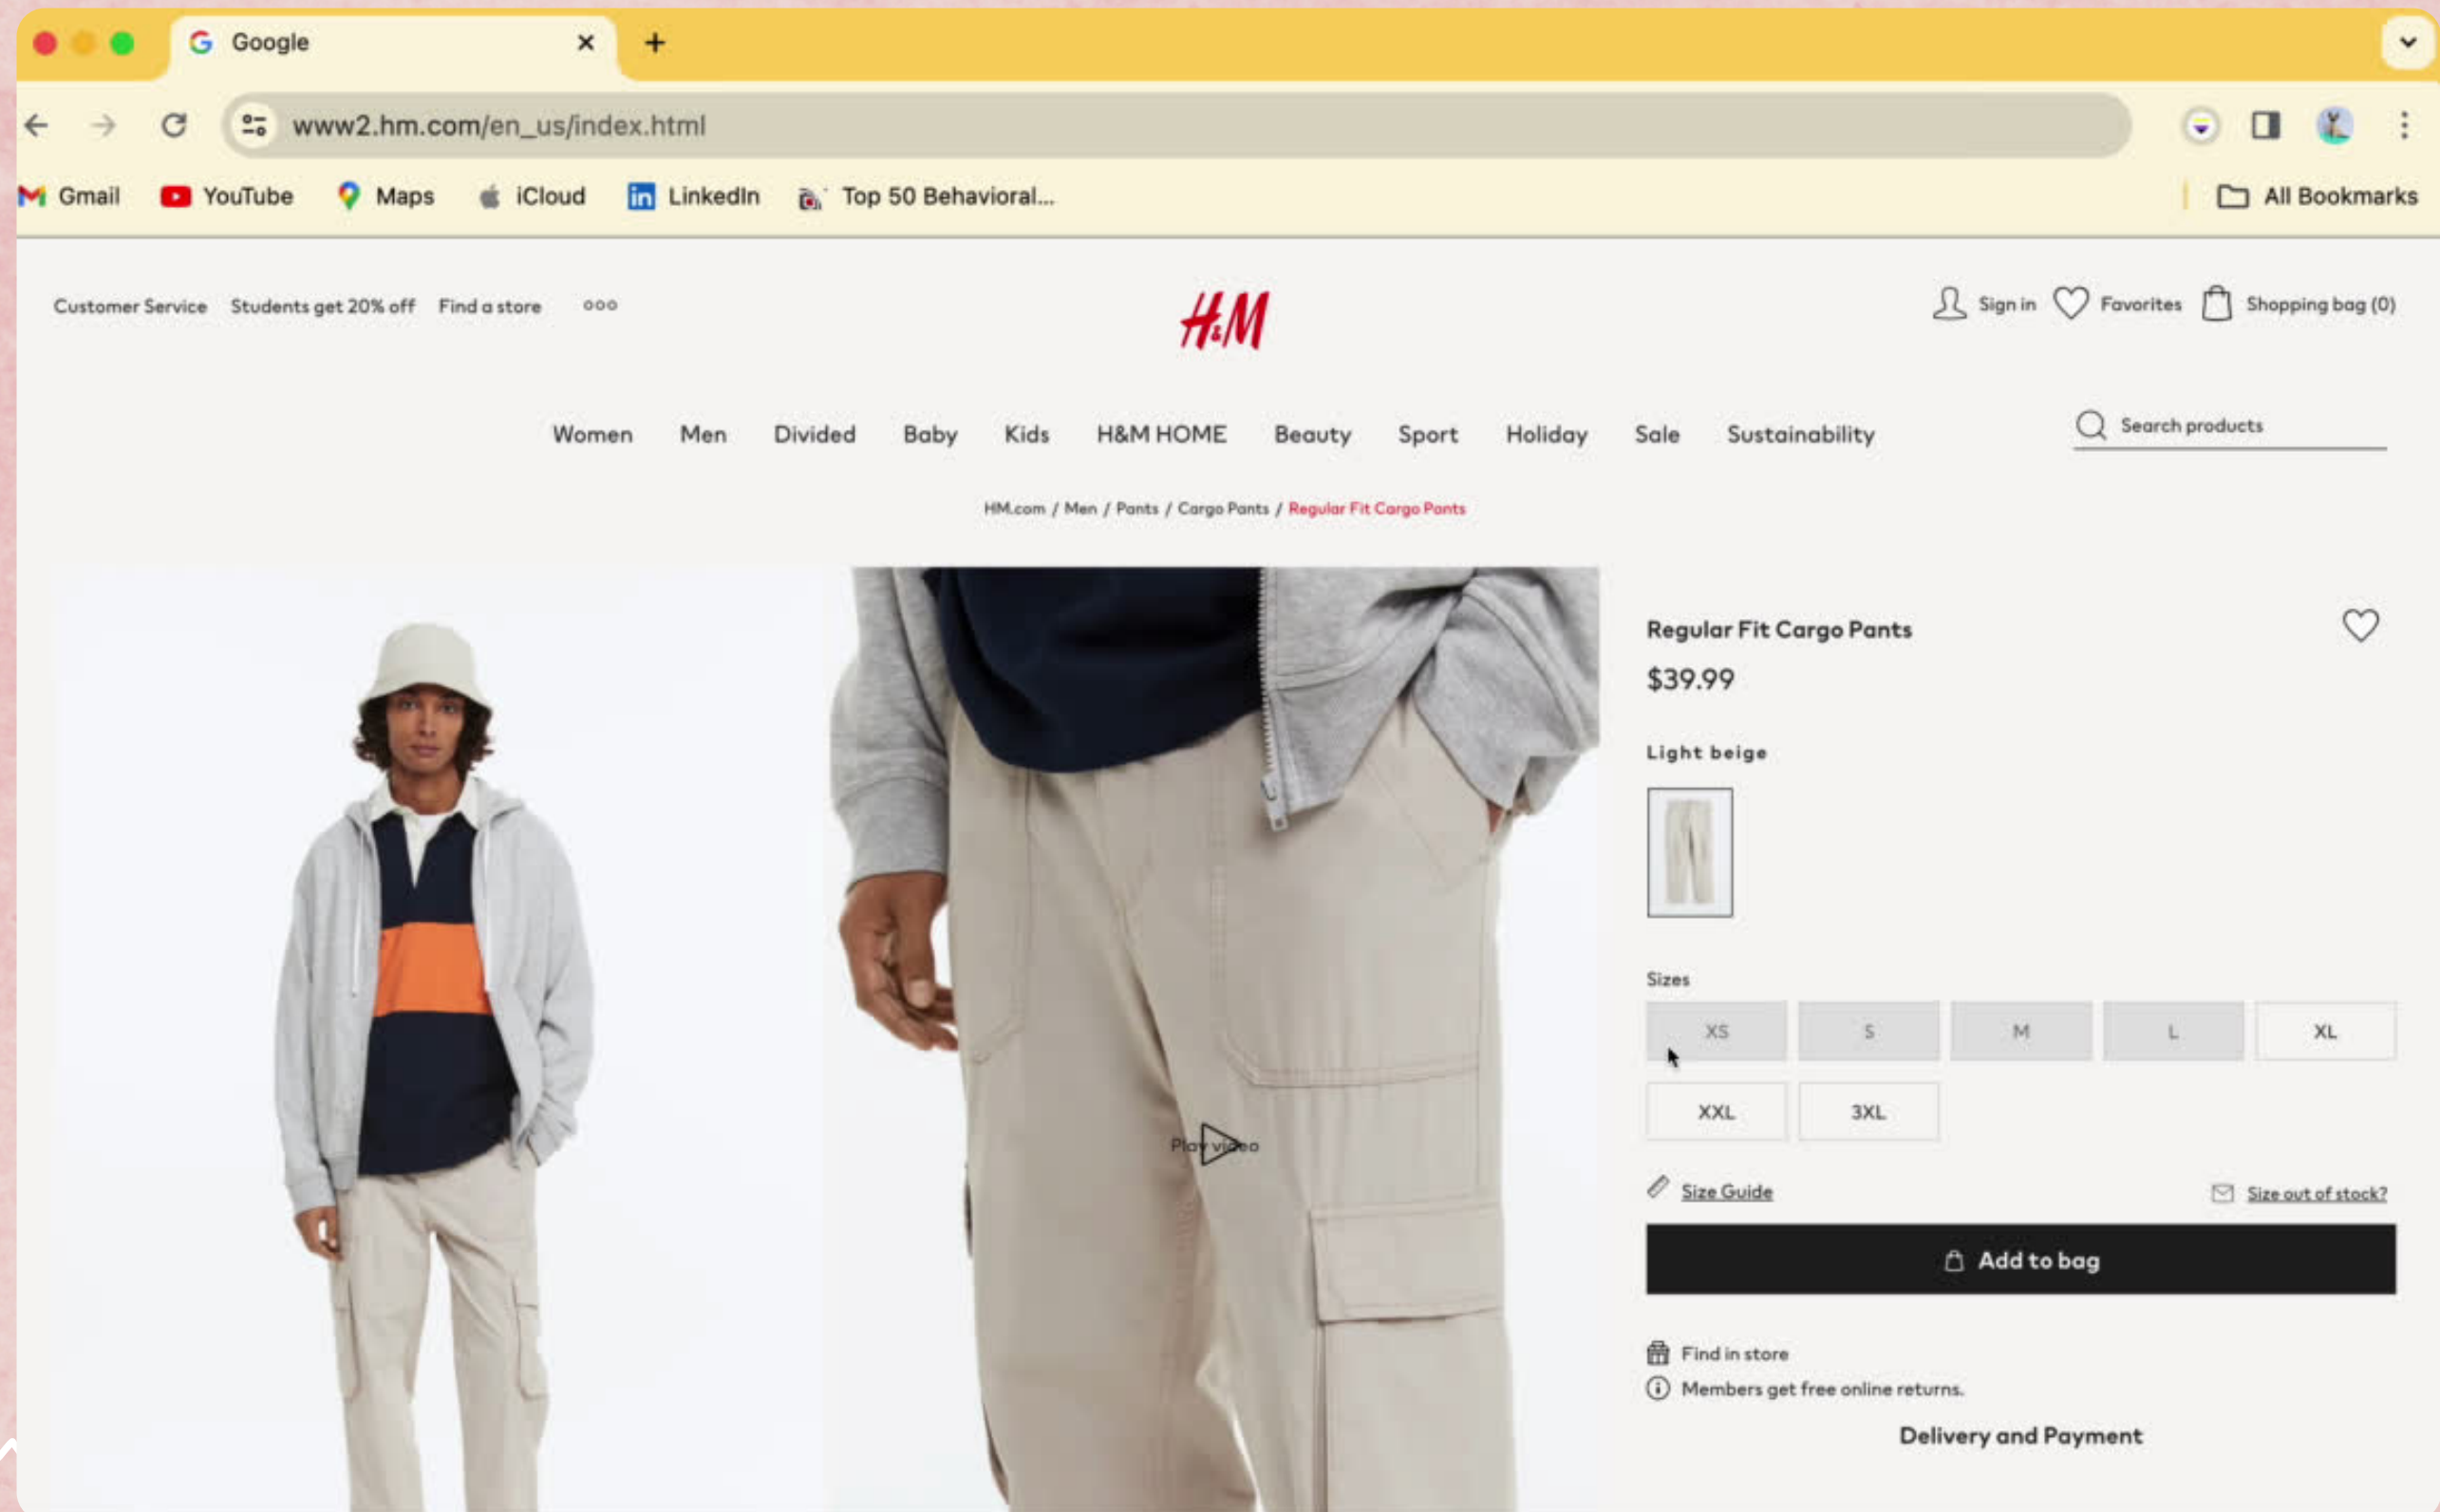 Google
www2.hm.com/en_us/index.html
Gmail YouTube Maps iCloud LinkedIn Top 50 Behavioral... All Bookmarks
Customer Service Students get 20% off Find a store H&M Sign in Favorites Shopping bag (0)
Women Men Divided Baby Kids H&M HOME Beauty Sport Holiday Sale Sustainability Search products
HM.com / Men / Pants / Cargo Pants / Regular Fit Cargo Pants
Regular Fit Cargo Pants
$39.99
Light beige
Sizes
XS S M L XL
XXL 3XL
Play video
Size Guide Size out of stock?
Add to bag
Find in store
Members get free online returns.
Delivery and Payment